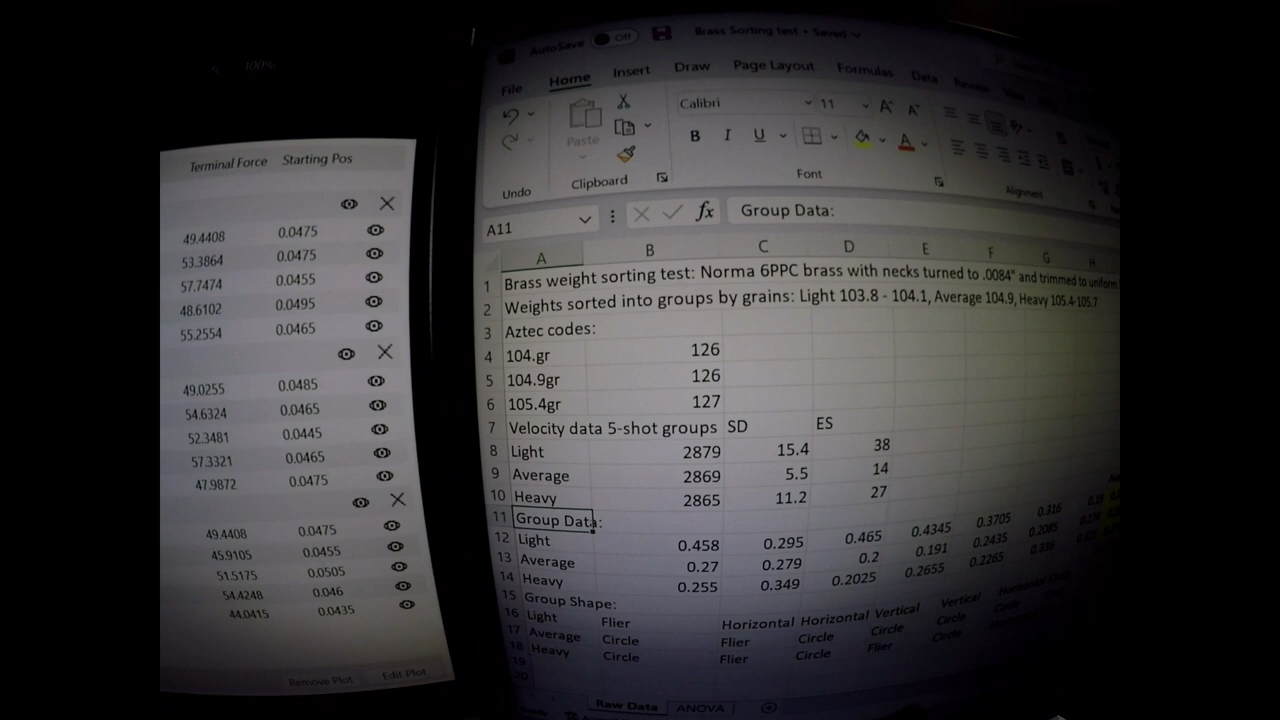 100%
Terminal Force Starting Pos
49.4408 0.0475
53.3864 0.0475
57.7474 0.0455
48.6102 0.0495
55.2554 0.0465
49.0255 0.0485
54.6324 0.0465
52.3481 0.0445
57.3321 0.0465
47.9872 0.0475
49.4408 0.0475
45.9105 0.0455
51.5175 0.0505
54.4248 0.046
44.0415 0.0435
Remove Plot Edit Plot
AutoSave Off Brass Sorting test • Saved
File Home Insert Draw Page Layout Formulas Data Review
Calibri 11
Paste B I U
Undo Clipboard Font Alignment
A11 fx Group Data:
A B C D E F G H
1 Brass weight sorting test: Norma 6PPC brass with necks turned to .0084" and trimmed to uniform
2 Weights sorted into groups by grains: Light 103.8 - 104.1, Average 104.9, Heavy 105.4-105.7
3 Aztec codes:
4 104.gr 126
5 104.9gr 126
6 105.4gr 127
7 Velocity data 5-shot groups SD ES
8 Light 2879 15.4 38
9 Average 2869 5.5 14
10 Heavy 2865 11.2 27
11 Group Data:
12 Light 0.458 0.295 0.465 0.4345 0.3705 0.316
13 Average 0.27 0.279 0.2 0.191 0.2435 0.2085
14 Heavy 0.255 0.349 0.2025 0.2655 0.2265 0.336
15 Group Shape:
16 Light Flier Horizontal Horizontal Vertical Vertical
17 Average Circle Flier Circle Circle Circle
18 Heavy Circle Flier Circle Flier Circle
19
20
Raw Data ANOVA